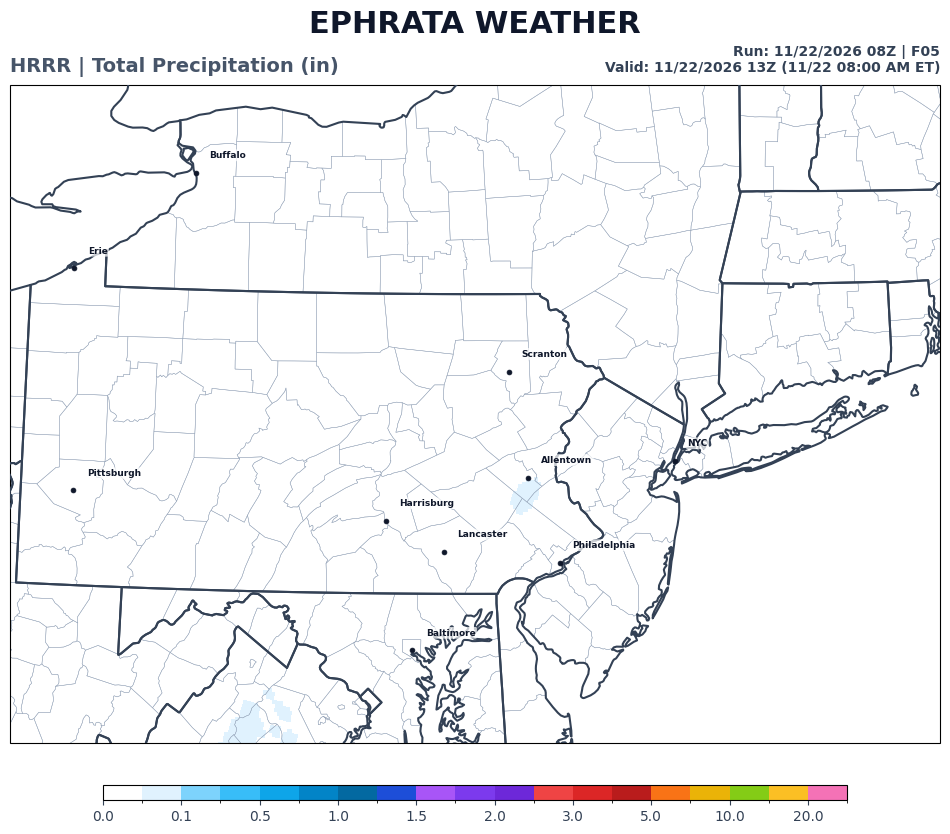 EPHRATA WEATHER
HRRR | Total Precipitation (in)
Run: 11/22/2026 08Z | F05
Valid: 11/22/2026 13Z (11/22 08:00 AM ET)
Buffalo
Erie
Scranton
NYC
Allentown
Pittsburgh
Harrisburg
Lancaster
Philadelphia
Baltimore
0.0 0.1 0.5 1.0 1.5 2.0 3.0 5.0 10.0 20.0